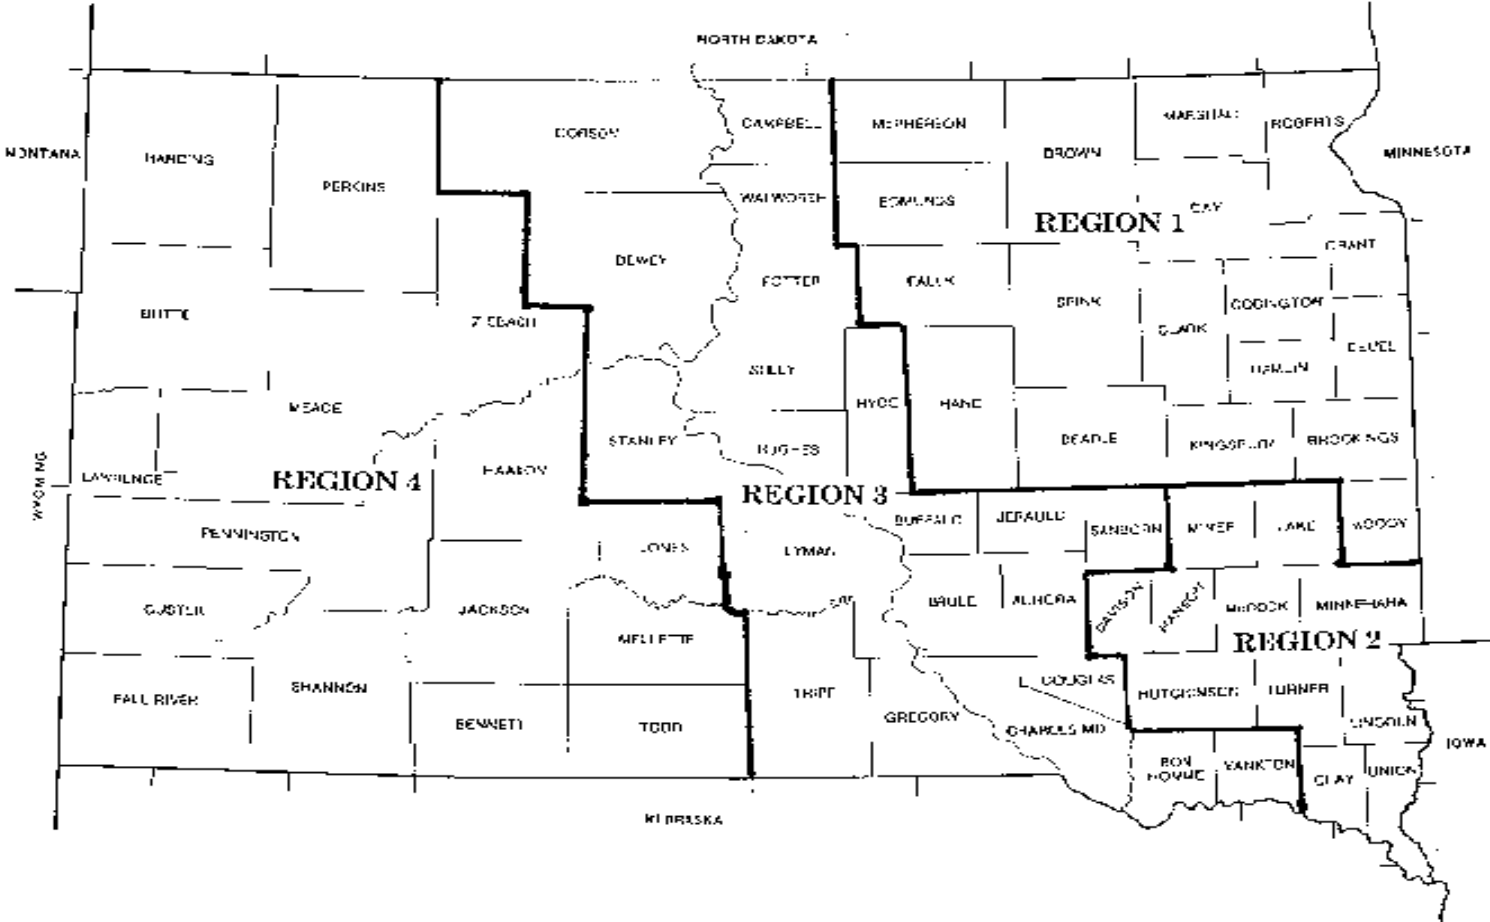 NORTH DAKOTA
CORSON
CAMPBELL
McPHERSON
MARSHALL
ROBERTS
MONTANA
HARDING
PERKINS
BROWN
MINNESOTA
WALWORTH
EDMUNDS
DAY
REGION 1
GRANT
DEWEY
POTTER
FAULK
SPINK
CODINGTON
BUTTE
ZIEBACH
CLARK
DEUEL
HAMLIN
SULLY
MEADE
HYDE
HAND
STANLEY
HUGHES
BEADLE
KINGSBURY
BROOKINGS
WYOMING
LAWRENCE
REGION 4
HAAKON
REGION 3
PENNINGTON
BUFFALO
JERAULD
SANBORN
MINER
LAKE
MOODY
JONES
LYMAN
CUSTER
JACKSON
BRULE
AURORA
DAVISON
HANSON
McCOOK
MINNEHAHA
MELLETTE
REGION 2
FALL RIVER
SHANNON
TRIPP
DOUGLAS
HUTCHINSON
TURNER
BENNETT
TODD
GREGORY
CHARLES MIX
LINCOLN
IOWA
BON
HOMME
YANKTON
CLAY
UNION
NEBRASKA